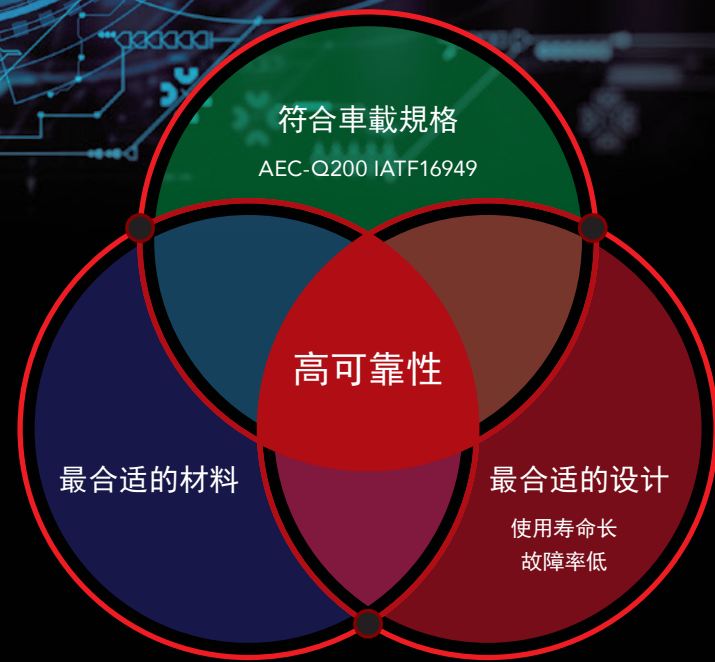 符合車載規格
AEC-Q200 IATF16949
高可靠性
最合适的材料
最合适的设计
使用寿命长
故障率低